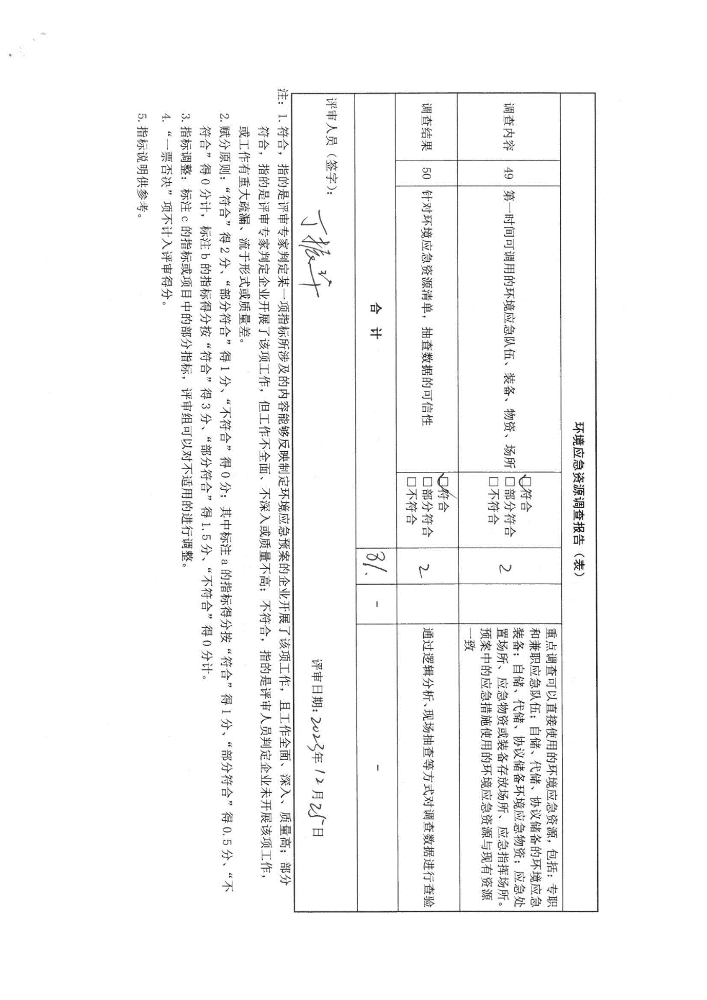 环境应急资源调查报告（表）
调查内容
49
第一时间可调用的环境应急队伍、装备、物资、场所
☑符合
□部分符合
□不符合
2
重点调查可以直接使用的环境应急资源，包括：专职
和兼职应急队伍；自储、代储、协议储备的环境应急
装备；自储、代储、协议储备环境应急物资；应急处
置场所、应急物资或装备存放场所、应急指挥场所。
预案中的应急措施使用的环境应急资源与现有资源
一致
调查结果
50
针对环境应急资源清单，抽查数据的可信性
☑符合
□部分符合
□不符合
2
通过逻辑分析、现场抽查等方式对调查数据进行查验
合 计
81.
-
-
评审人员（签字）：
评审日期：2023年12月25日
注：1. 符合，指的是评审专家判定某一项指标所涉及的内容能够反映制定环境应急预案的企业开展了该项工作，且工作全面、深入、质量高；部分
符合，指的是评审专家判定企业开展了该项工作，但工作不全面、不深入或质量不高；不符合，指的是评审人员判定企业未开展该项工作，
或工作有重大疏漏、流于形式或质量差。
2. 赋分原则：“符合”得2分、“部分符合”得1分、“不符合”得0分；其中标注a的指标得分按“符合”得1分、“部分符合”得0.5分、“不
符合”得0分计，标注b的指标得分按“符合”得3分、“部分符合”得1.5分、“不符合”得0分计。
3. 指标调整：标注c的指标或项目中的部分指标，评审组可以对不适用的进行调整。
4. “一票否决”项不计入评审得分。
5. 指标说明供参考。